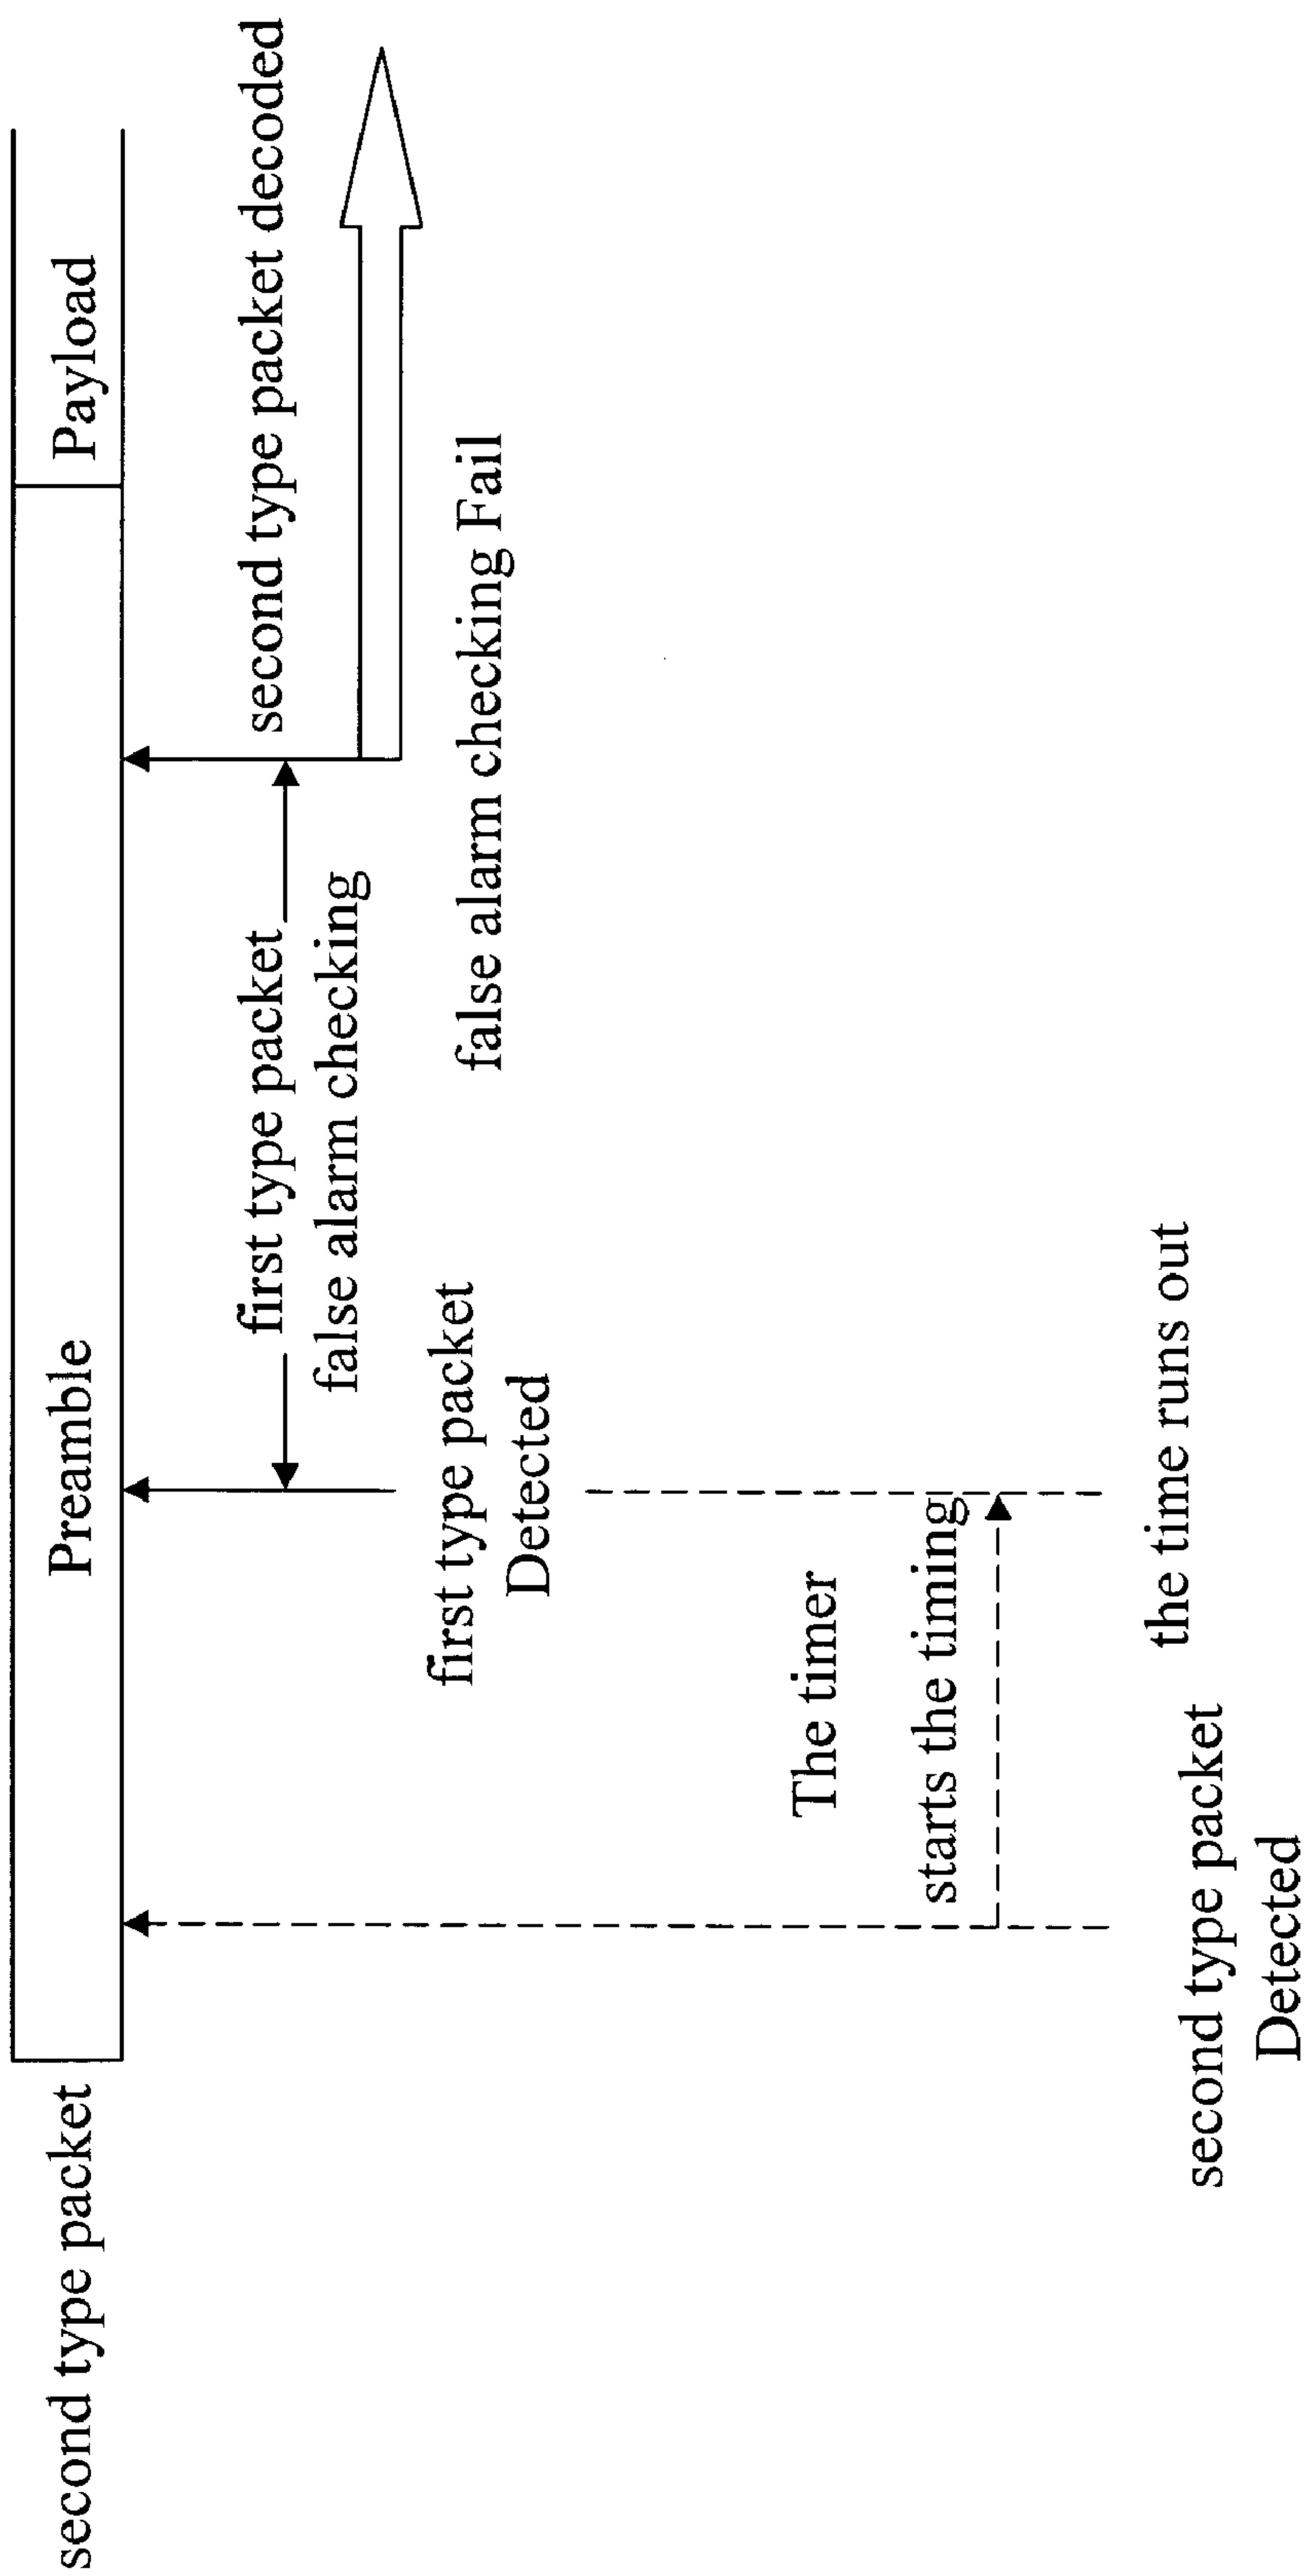 second type packet
Preamble
Payload
first type packet
false alarm checking
second type packet decoded
first type packet
Detected
false alarm checking Fail
The timer
starts the timing
second type packet
Detected
the time runs out